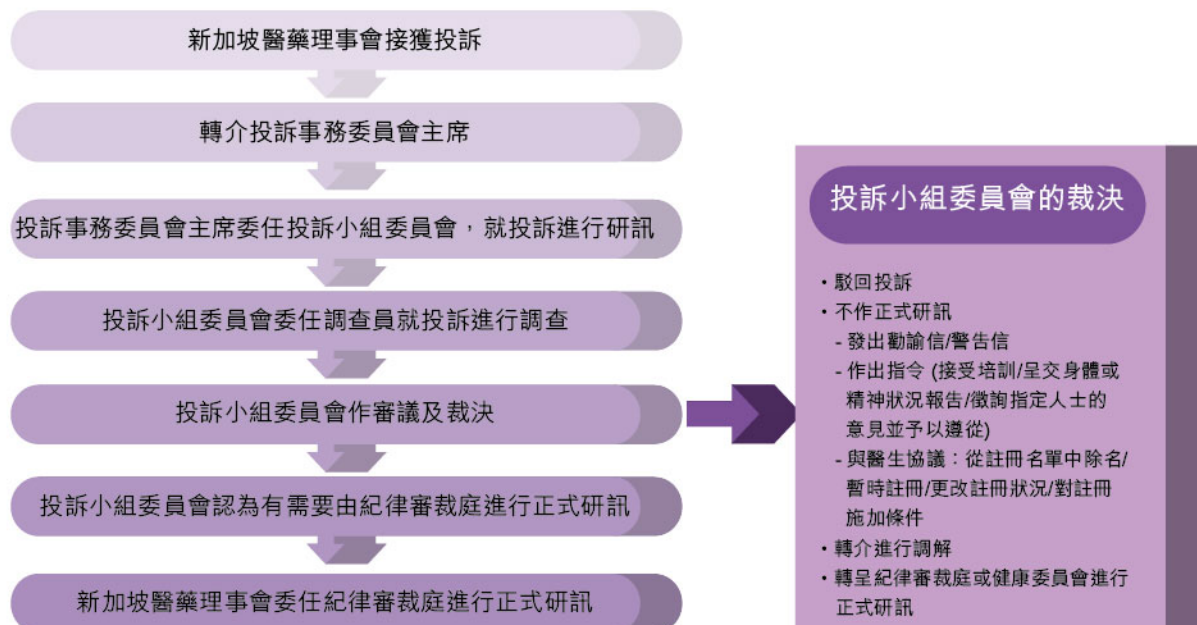 新加坡醫藥理事會接獲投訴
轉介投訴事務委員會主席
投訴事務委員會主席委任投訴小組委員會，就投訴進行研訊
投訴小組委員會委任調查員就投訴進行調查
投訴小組委員會作審議及裁決
投訴小組委員會認為有需要由紀律審裁庭進行正式研訊
新加坡醫藥理事會委任紀律審裁庭進行正式研訊
投訴小組委員會的裁決
・駁回投訴
・不作正式研訊
- 發出勸諭信/警告信
- 作出指令 (接受培訓/呈交身體或
精神狀況報告/徵詢指定人士的
意見並予以遵從)
- 與醫生協議：從註冊名單中除名/
暫時註冊/更改註冊狀況/對註冊
施加條件
・轉介進行調解
・轉呈紀律審裁庭或健康委員會進行
正式研訊